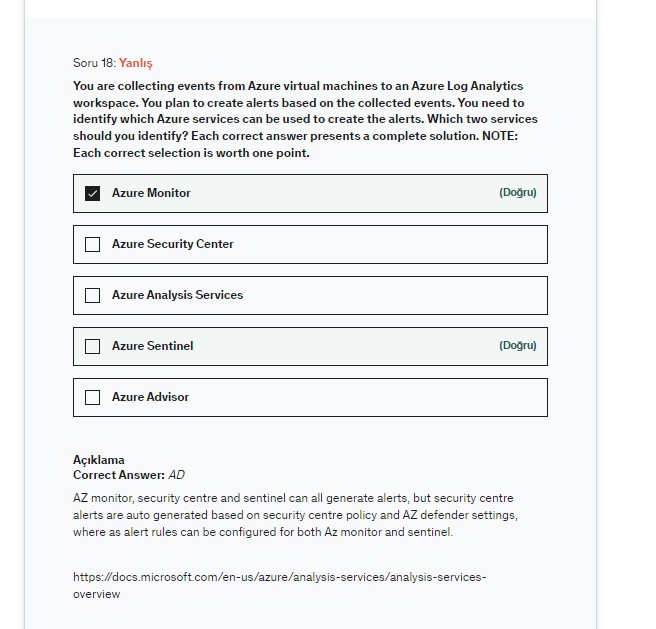 Soru 18: Yanlış
You are collecting events from Azure virtual machines to an Azure Log Analytics
workspace. You plan to create alerts based on the collected events. You need to
identify which Azure services can be used to create the alerts. Which two services
should you identify? Each correct answer presents a complete solution. NOTE:
Each correct selection is worth one point.
Azure Monitor (Doğru)
Azure Security Center
Azure Analysis Services
Azure Sentinel (Doğru)
Azure Advisor
Açıklama
Correct Answer: AD
AZ monitor, security centre and sentinel can all generate alerts, but security centre
alerts are auto generated based on security centre policy and AZ defender settings,
where as alert rules can be configured for both Az monitor and sentinel.
https://docs.microsoft.com/en-us/azure/analysis-services/analysis-services-
overview